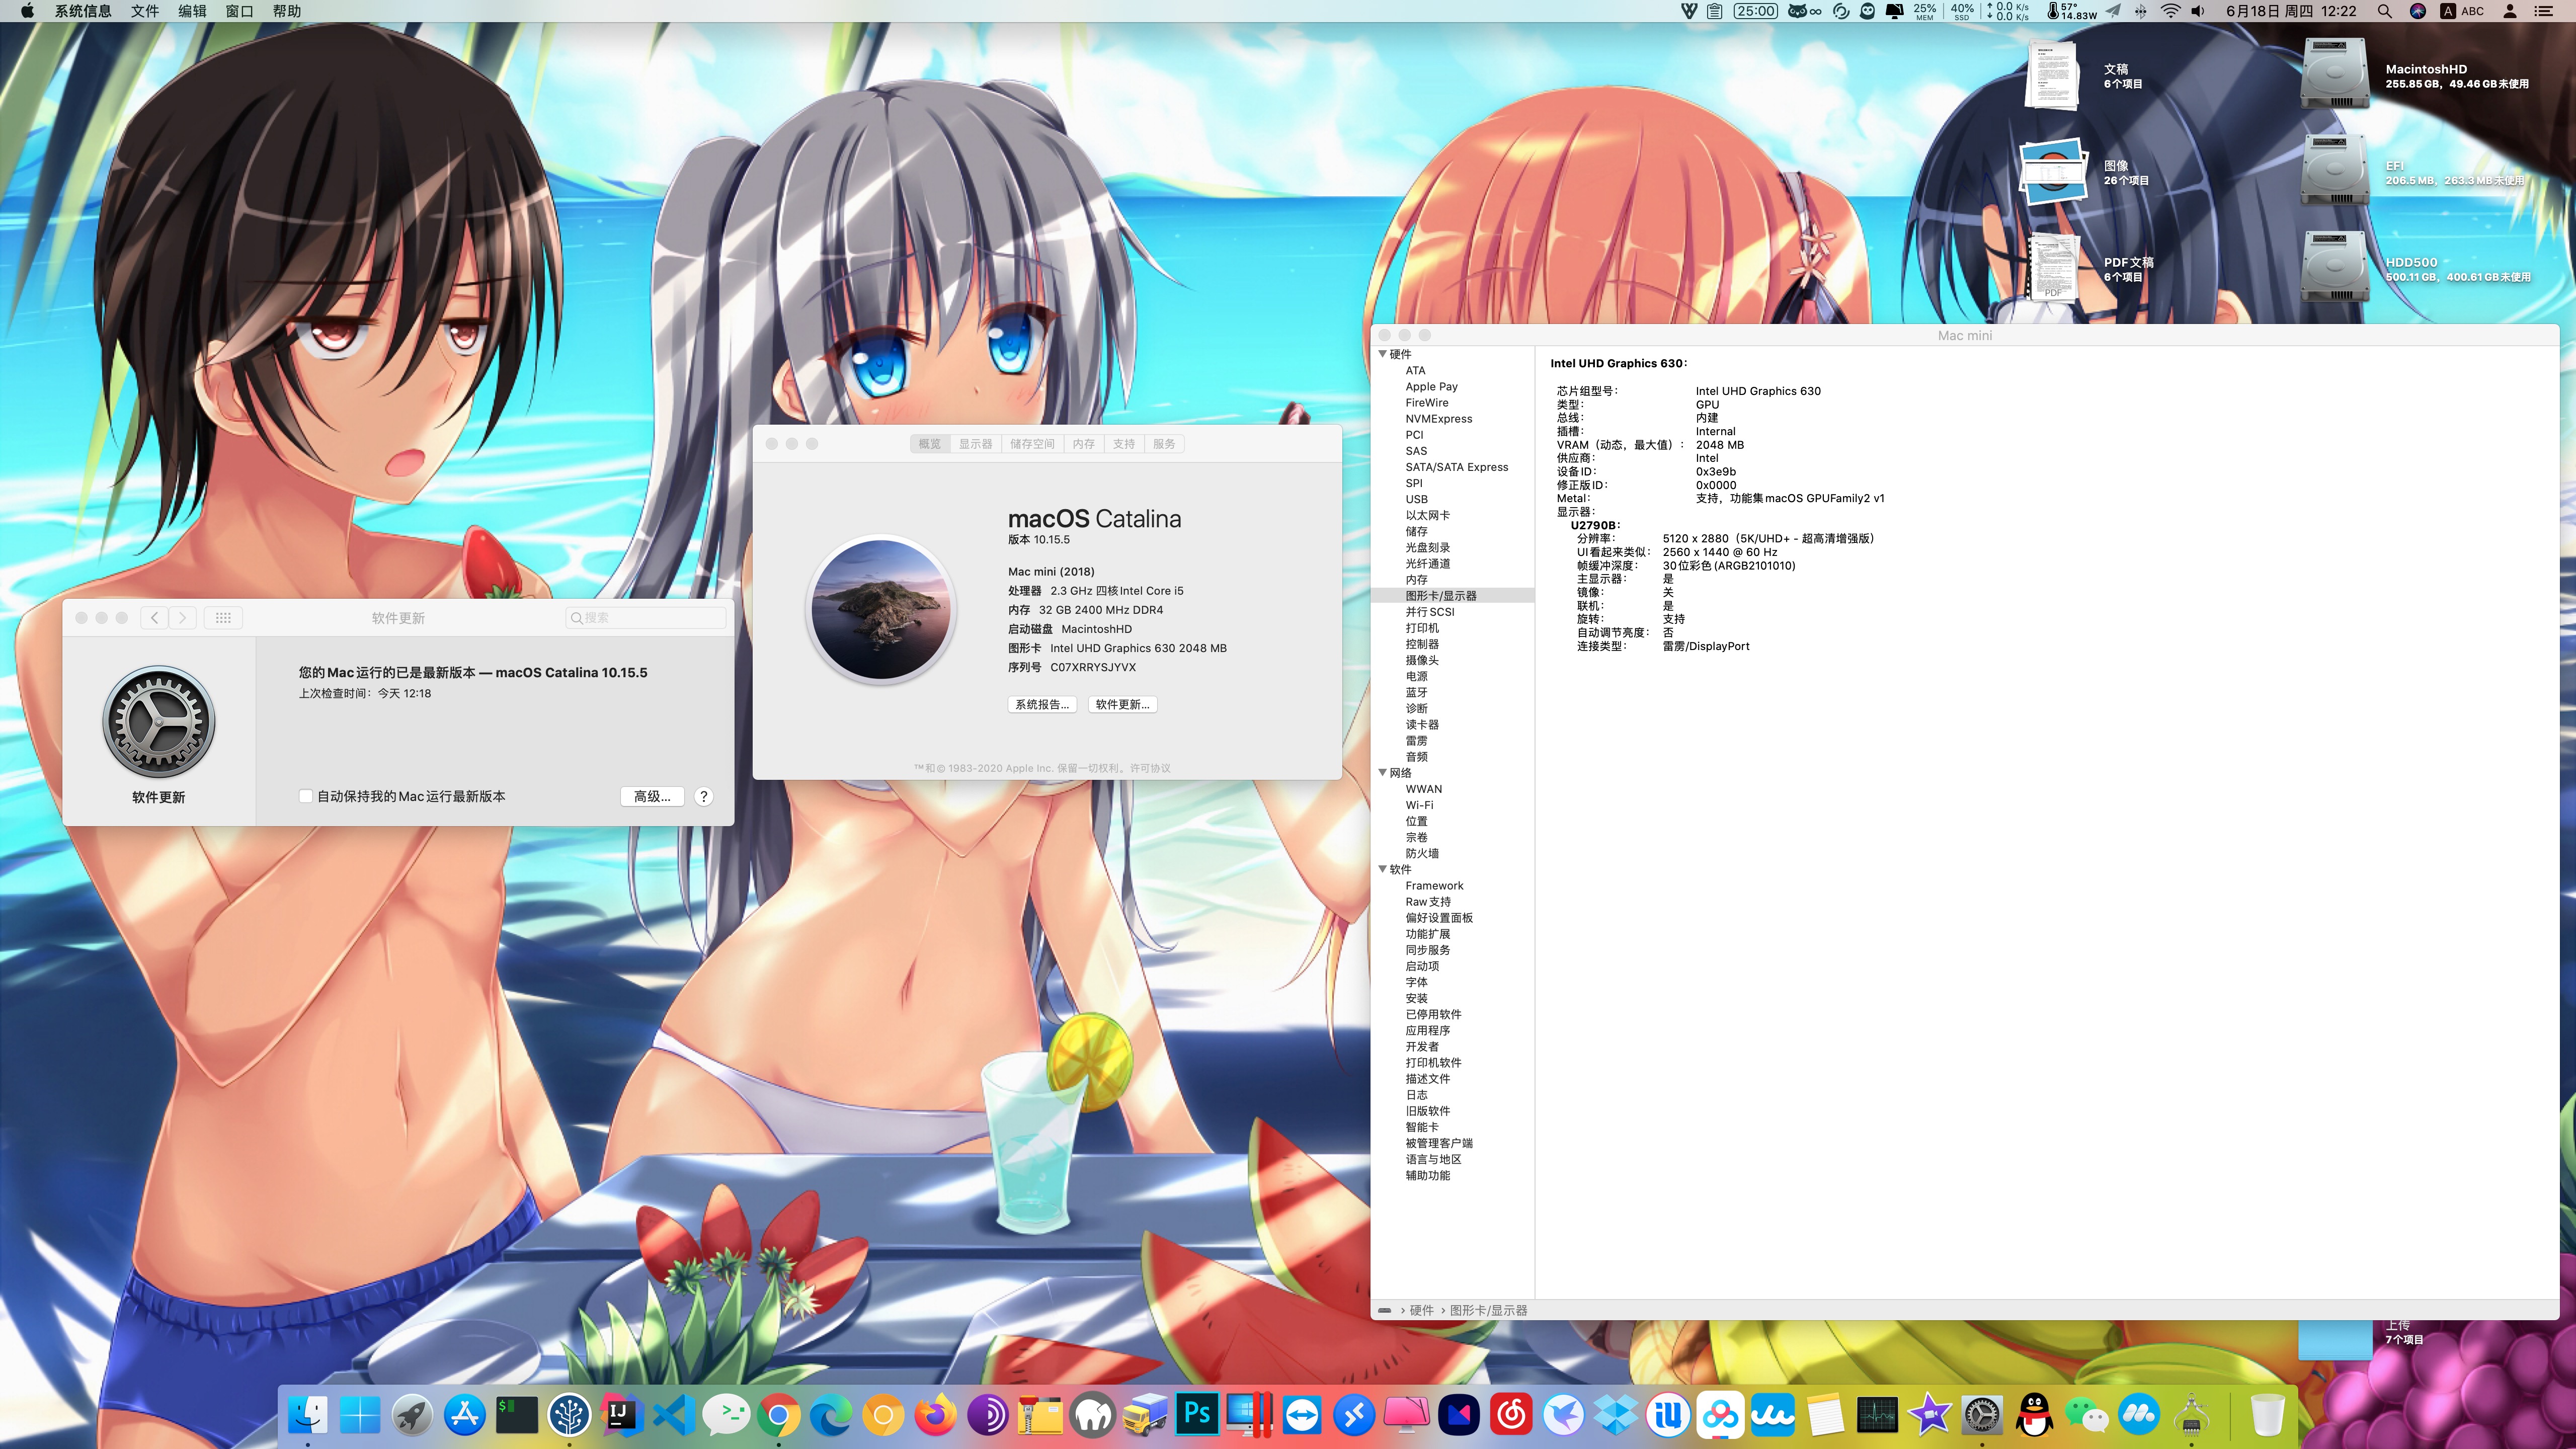 系统信息 文件 编辑 窗口 帮助
25:00
25% MEM
40% SSD
0.0 K/s
0.0 K/s
57°
14.83W
6月18日 周四 12:22
A ABC
文稿
6个项目
图像
26个项目
PDF
PDF文稿
6个项目
MacintoshHD
255.85 GB，49.46 GB未使用
EFI
206.5 MB，263.3 MB未使用
HDD500
500.11 GB，400.61 GB未使用
上传
7个项目
软件更新
搜索
您的Mac运行的已是最新版本 — macOS Catalina 10.15.5
上次检查时间：今天 12:18
软件更新
自动保持我的Mac运行最新版本
高级...
?
概览 显示器 储存空间 内存 支持 服务
macOS Catalina
版本 10.15.5
Mac mini (2018)
处理器 2.3 GHz 四核Intel Core i5
内存 32 GB 2400 MHz DDR4
启动磁盘 MacintoshHD
图形卡 Intel UHD Graphics 630 2048 MB
序列号 C07XRRYSJYVX
系统报告... 软件更新...
™和© 1983-2020 Apple Inc. 保留一切权利。许可协议
Mac mini
硬件
ATA
Apple Pay
FireWire
NVMExpress
PCI
SAS
SATA/SATA Express
SPI
USB
以太网卡
储存
光盘刻录
光纤通道
内存
图形卡/显示器
并行SCSI
打印机
控制器
摄像头
电源
蓝牙
诊断
读卡器
雷雳
音频
网络
WWAN
Wi-Fi
位置
宗卷
防火墙
软件
Framework
Raw支持
偏好设置面板
功能扩展
同步服务
启动项
字体
安装
已停用软件
应用程序
开发者
打印机软件
描述文件
日志
旧版软件
智能卡
被管理客户端
语言与地区
辅助功能
Intel UHD Graphics 630：
芯片组型号： Intel UHD Graphics 630
类型： GPU
总线： 内建
插槽： Internal
VRAM（动态，最大值）： 2048 MB
供应商： Intel
设备ID： 0x3e9b
修正版ID： 0x0000
Metal： 支持，功能集macOS GPUFamily2 v1
显示器：
U2790B：
分辨率： 5120 x 2880（5K/UHD+ - 超高清增强版）
UI看起来类似： 2560 x 1440 @ 60 Hz
帧缓冲深度： 30位彩色 (ARGB2101010)
主显示器： 是
镜像： 关
联机： 是
旋转： 支持
自动调节亮度： 否
连接类型： 雷雳/DisplayPort
硬件 › 图形卡/显示器
$
IJ
>_
Ps
iU